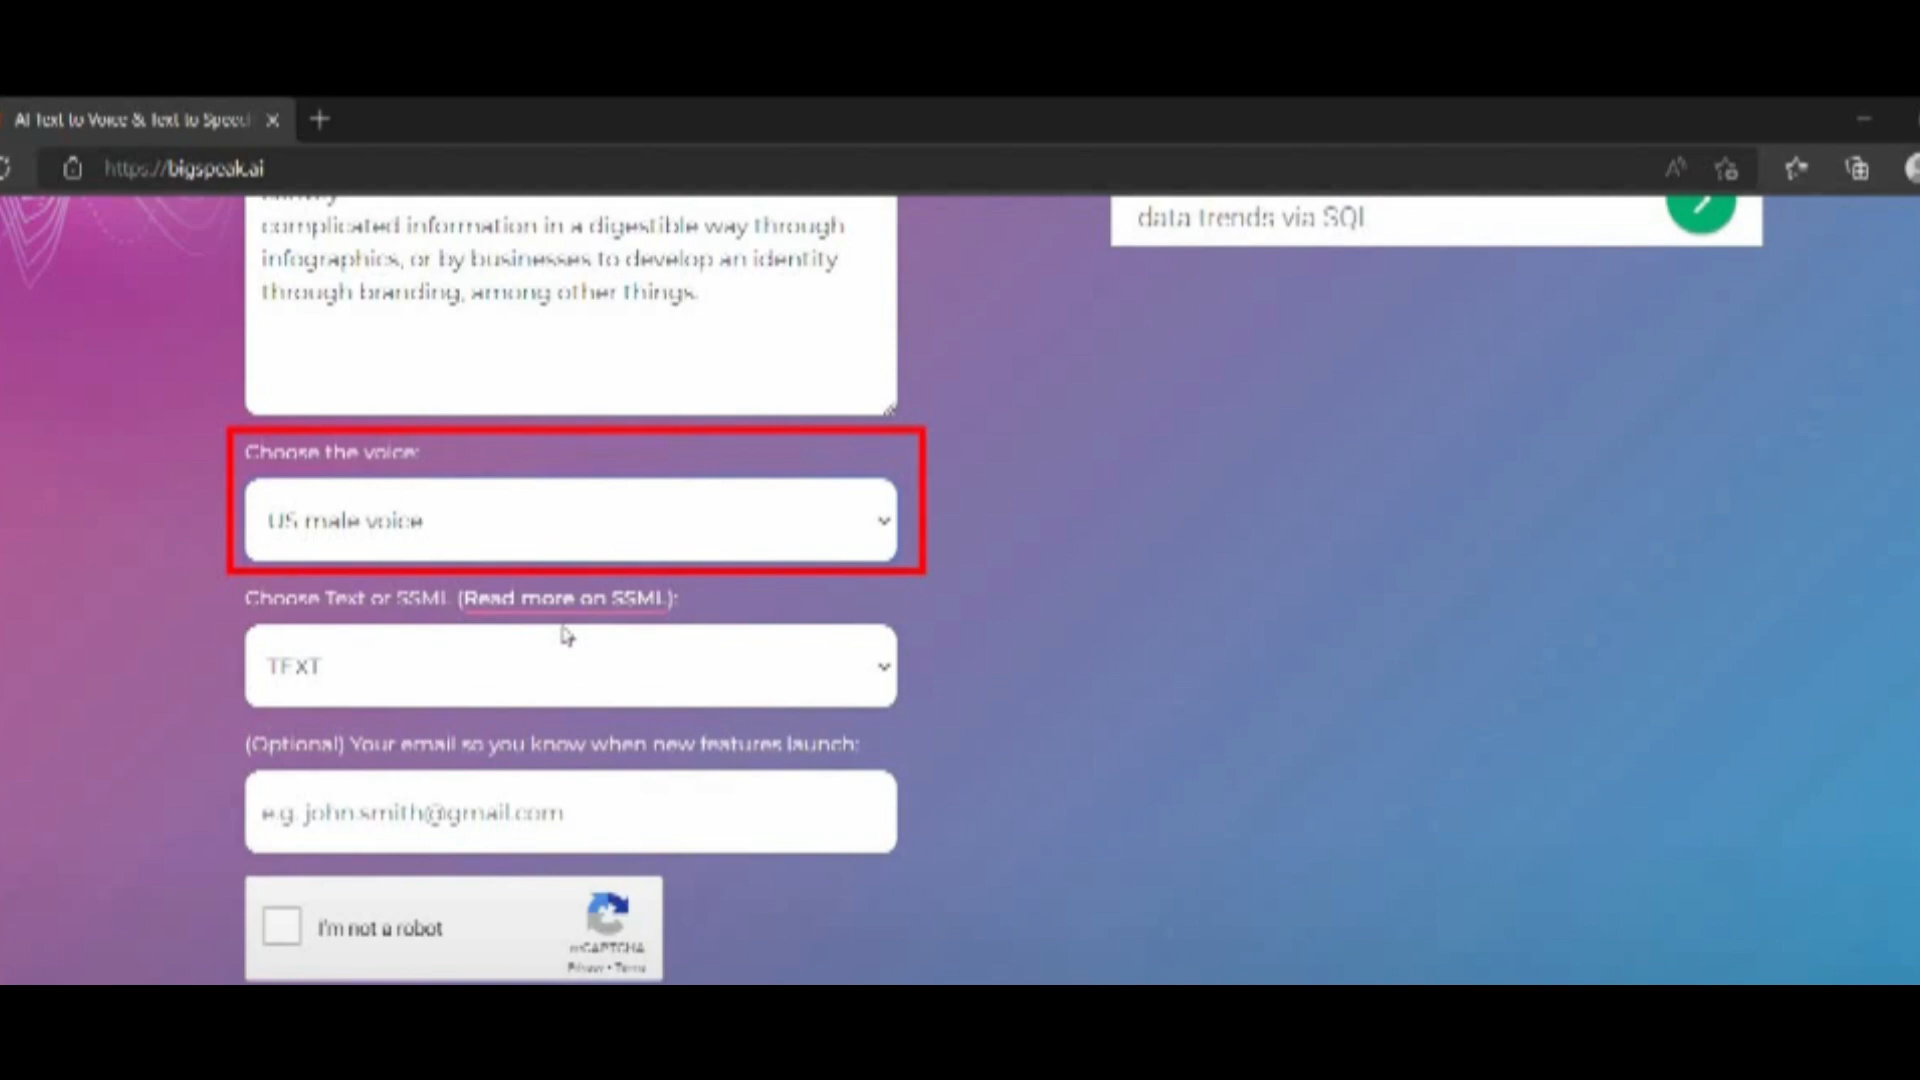 AI Text to Voice & Text to Speec
https://bigspeak.ai
complicated information in a digestible way through
infographics, or by businesses to develop an identity
through branding, among other things.
data trends via SQL
Choose the voice:
US male voice
Choose Text or SSML (Read more on SSML):
TEXT
(Optional) Your email so you know when new features launch:
e.g. john.smith@gmail.com
I'm not a robot
reCAPTCHA
Privacy • Terms